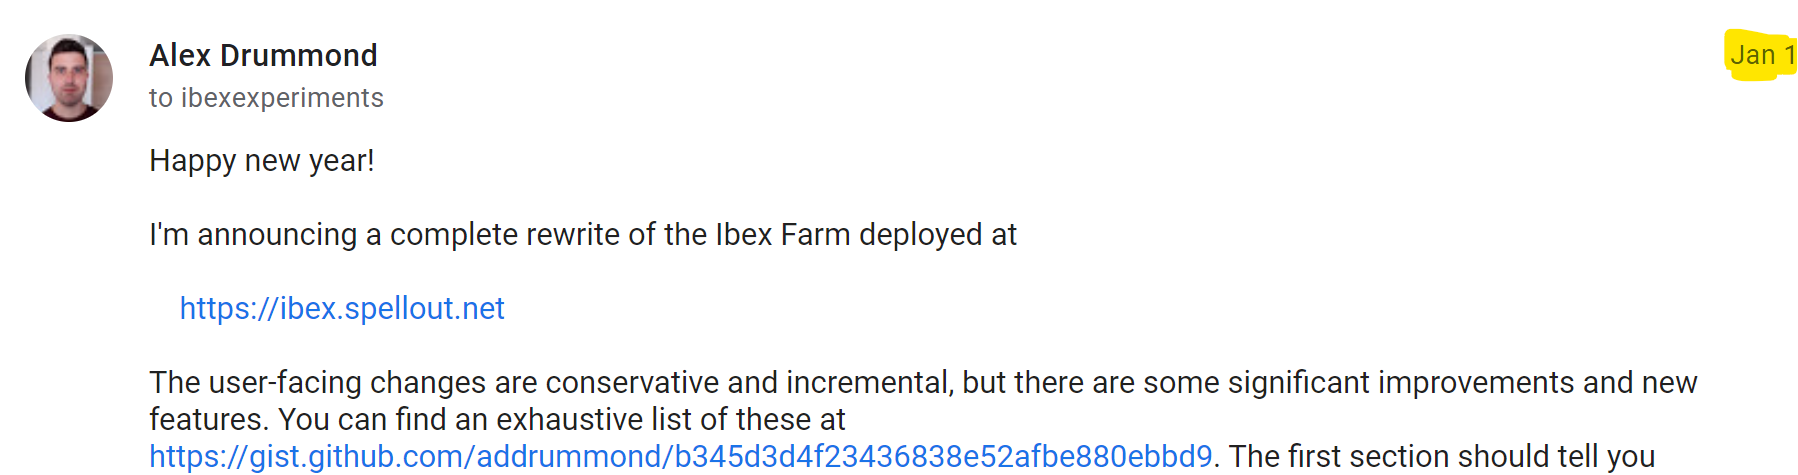 Alex Drummond
Jan 1
to ibexexperiments
Happy new year!
I'm announcing a complete rewrite of the Ibex Farm deployed at
https://ibex.spellout.net
The user-facing changes are conservative and incremental, but there are some significant improvements and new
features. You can find an exhaustive list of these at
https://gist.github.com/addrummond/b345d3d4f23436838e52afbe880ebbd9. The first section should tell you